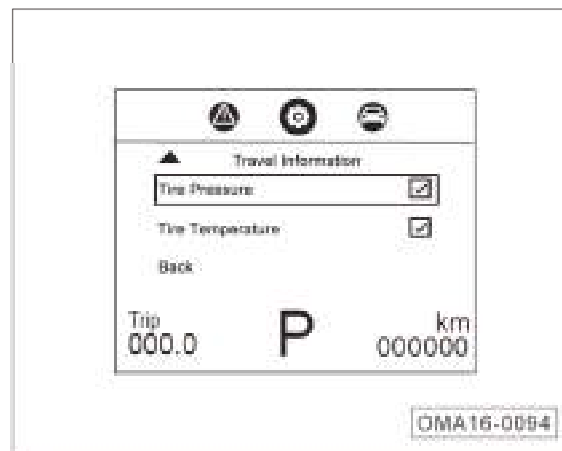 Travel Information
Tire Pressure
Tire Temperature
Back
Trip
km
000.0
P
000000
OMA16-0094